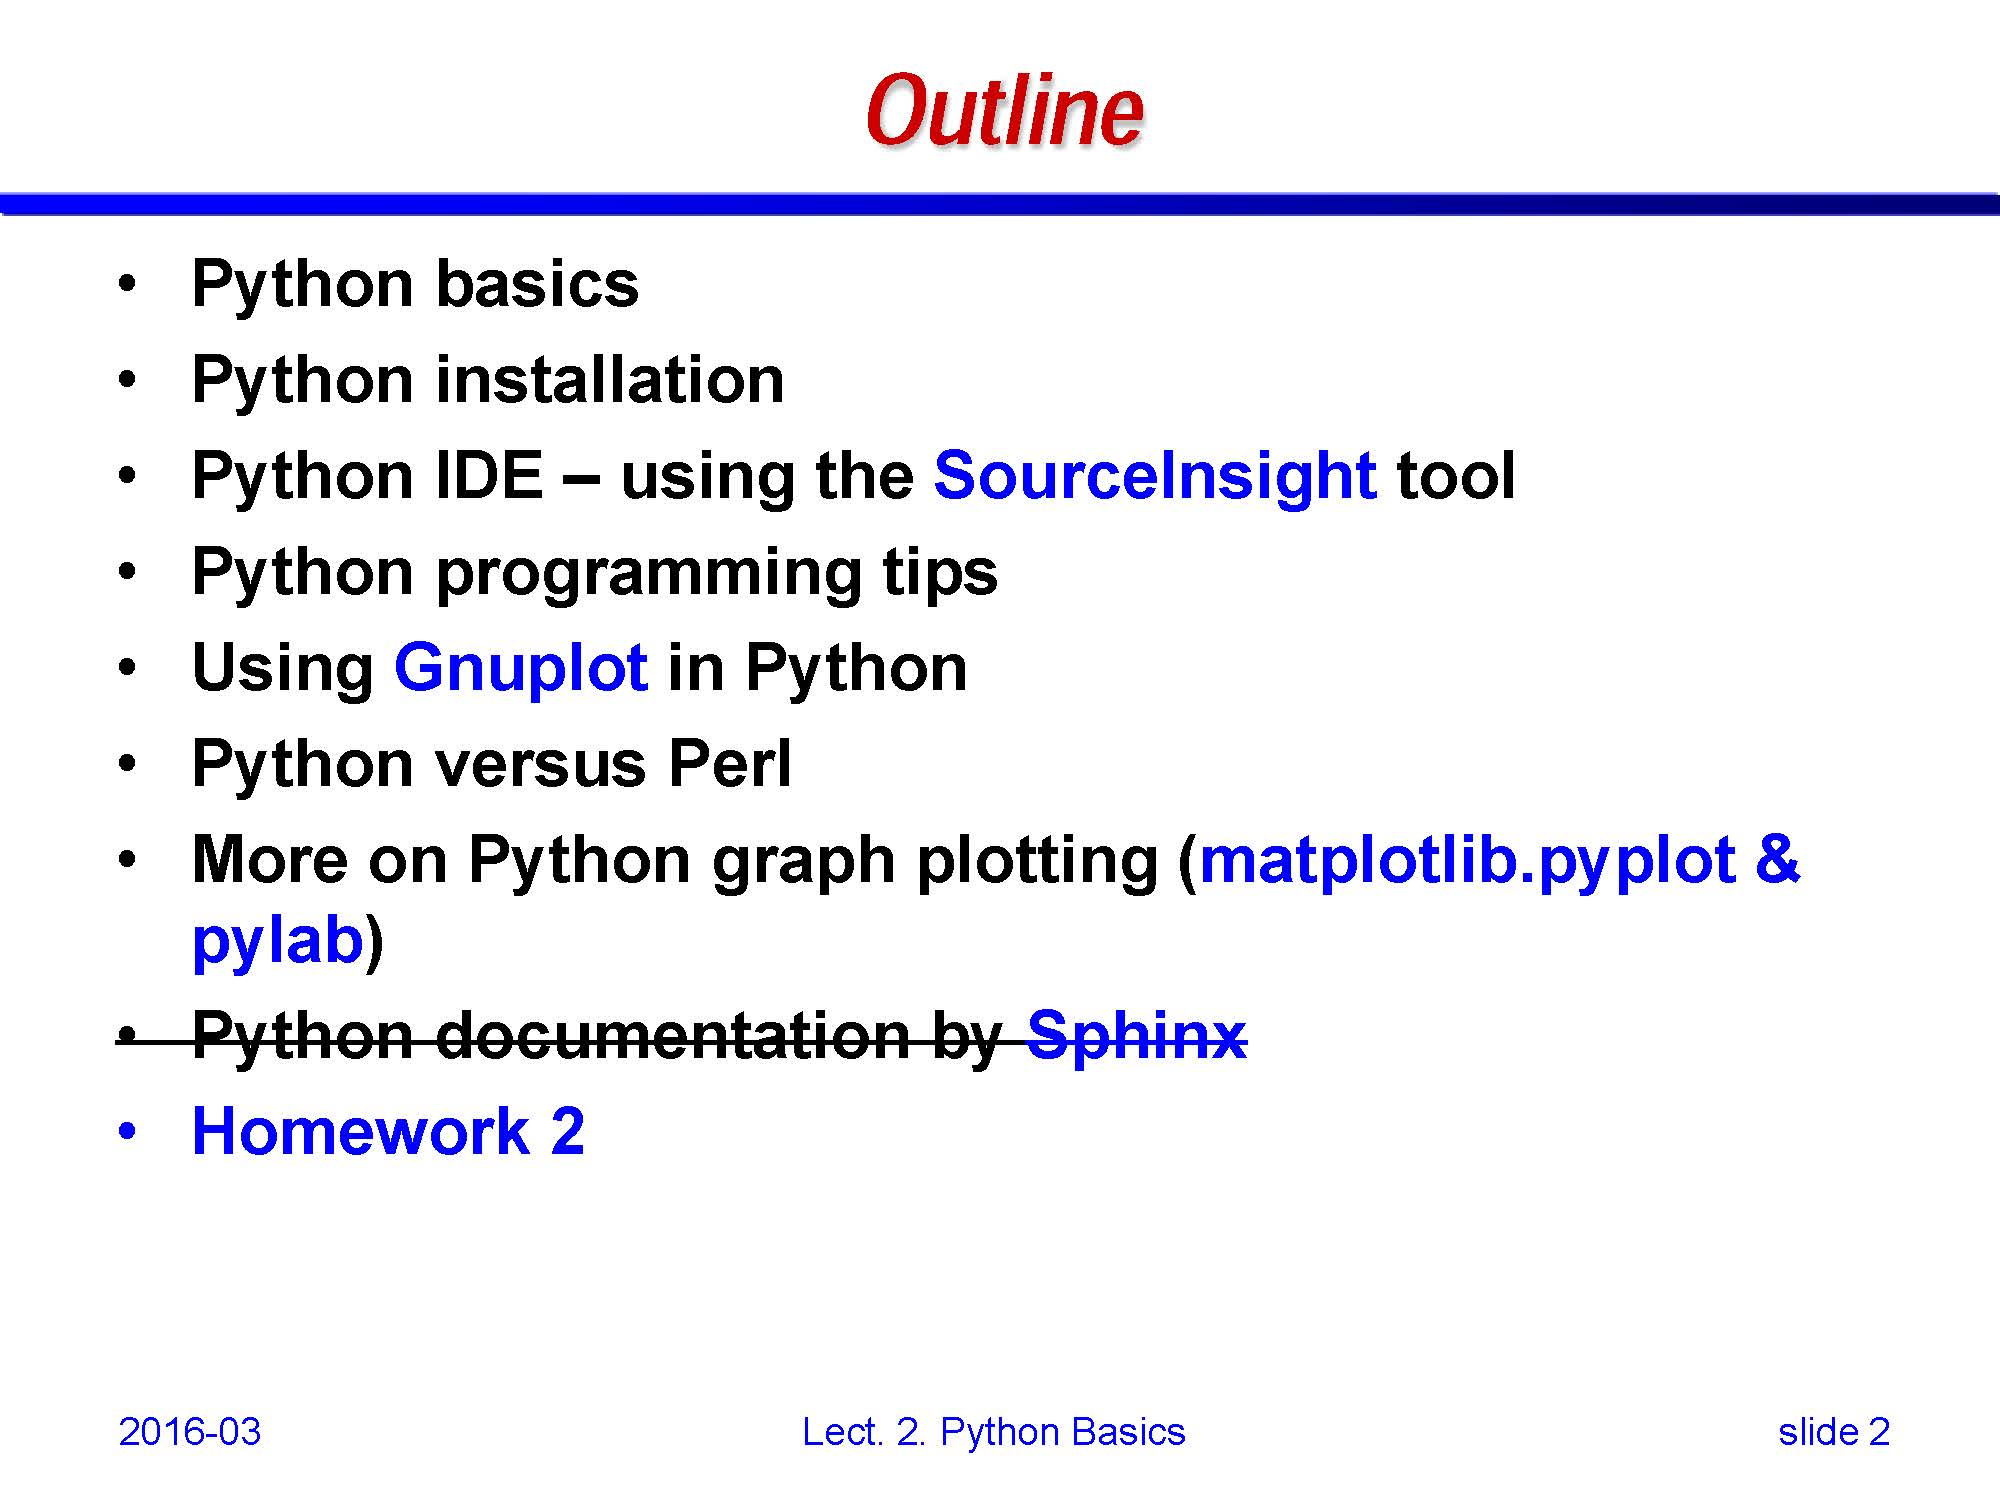 Outline
• Python basics
• Python installation
• Python IDE – using the SourceInsight tool
• Python programming tips
• Using Gnuplot in Python
• Python versus Perl
• More on Python graph plotting (matplotlib.pyplot &
pylab)
• Python documentation by Sphinx
• Homework 2
2016-03 Lect. 2. Python Basics slide 2